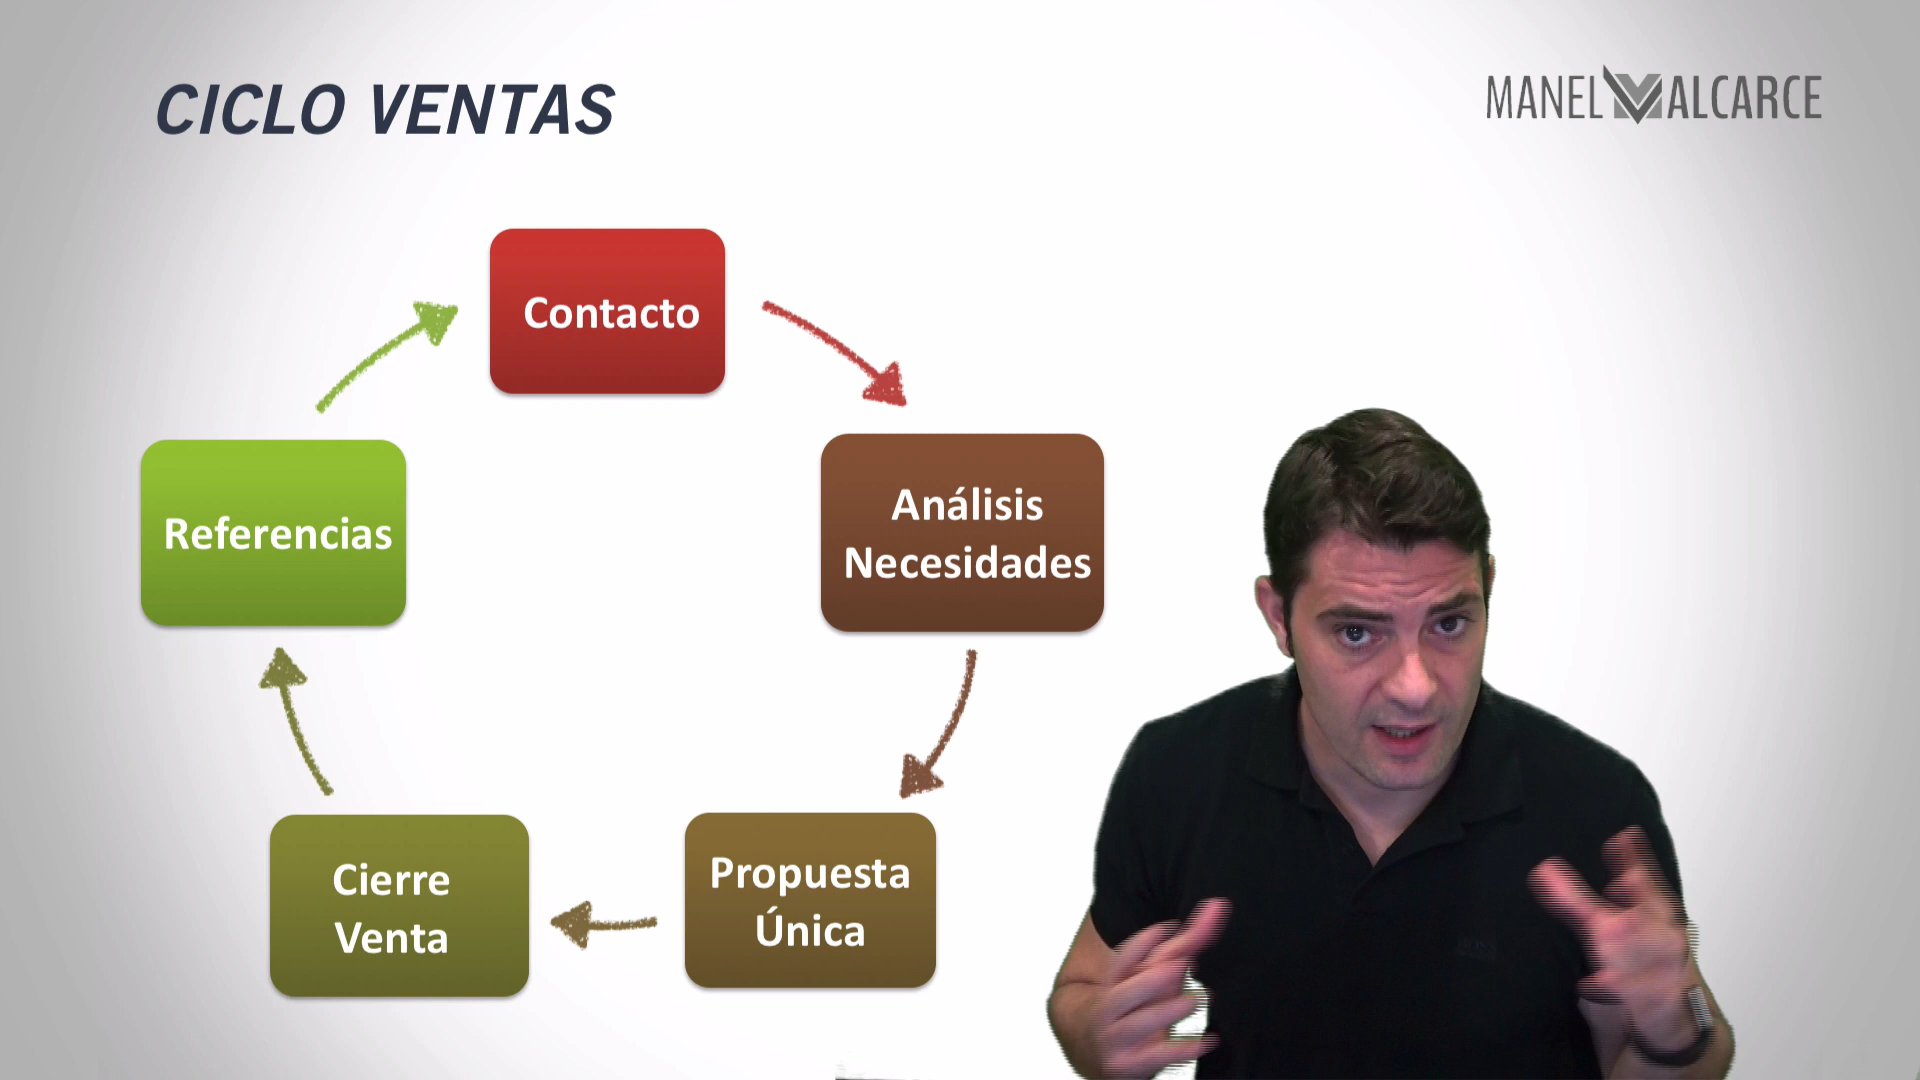 CICLO VENTAS
MANEL VALCARCE
Contacto
Análisis
Necesidades
Propuesta
Única
Cierre
Venta
Referencias